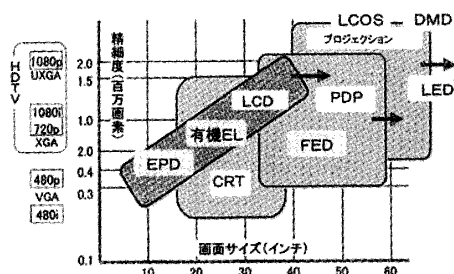 LCOS DMD
プロジェクション
HDTV
1080p
UXGA
1080i
720p
XGA
480p
VGA
480i
精細度(百万画素)
2.0
1.5
1.0
2.0
0.4
0.3
0.1
LCD
PDP
LED
有機EL
EPD
FED
CRT
画面サイズ(インチ)
10 20 30 40 50 60